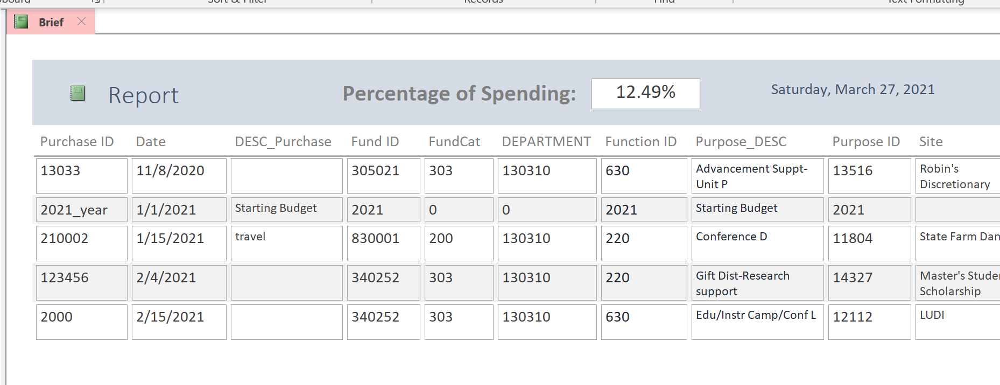 Brief
Report Percentage of Spending: 12.49% Saturday, March 27, 2021
Purchase ID Date DESC_Purchase Fund ID FundCat DEPARTMENT Function ID Purpose_DESC Purpose ID Site
13033 11/8/2020 305021 303 130310 630 Advancement Suppt- 13516 Robin's
Unit P Discretionary
2021_year 1/1/2021 Starting Budget 2021 0 0 2021 Starting Budget 2021
210002 1/15/2021 travel 830001 200 130310 220 Conference D 11804 State Farm Dan
123456 2/4/2021 340252 303 130310 220 Gift Dist-Research 14327 Master's Stude
support Scholarship
2000 2/15/2021 340252 303 130310 630 Edu/Instr Camp/Conf L 12112 LUDI